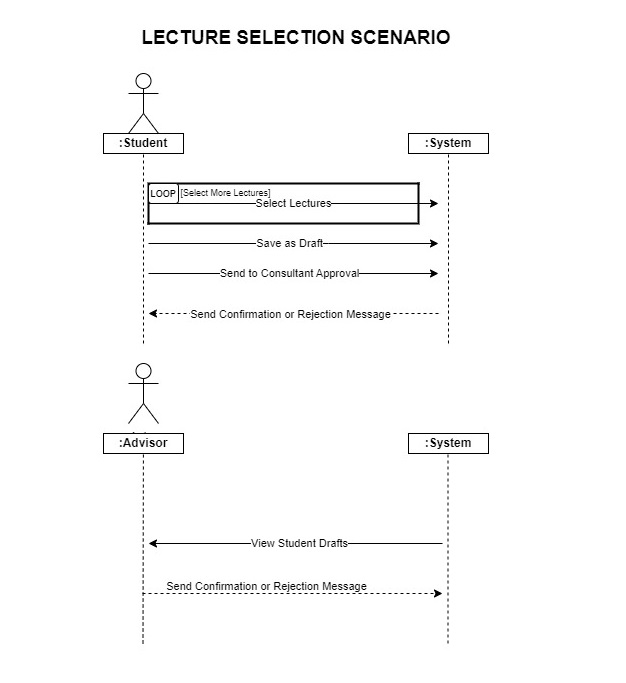 LECTURE SELECTION SCENARIO
:Student
:System
LOOP [Select More Lectures]
Select Lectures
Save as Draft
Send to Consultant Approval
Send Confirmation or Rejection Message
:Advisor
:System
View Student Drafts
Send Confirmation or Rejection Message